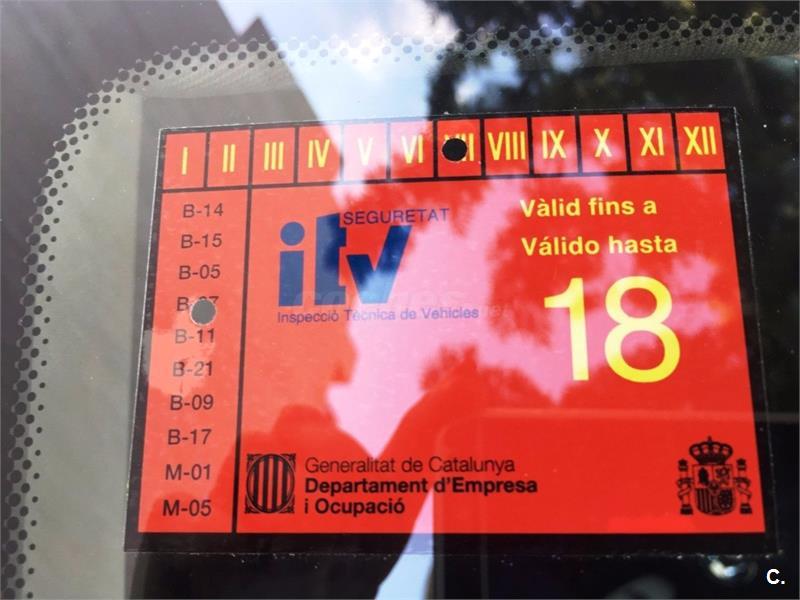 I II III IV V VI VII VIII IX X XI XII
B-14
B-15
B-05
B-11
B-21
B-09
B-17
M-01
M-05
SEGURETAT
itv
Inspecció Tècnica de Vehicles
Vàlid fins a
Válido hasta
18
Generalitat de Catalunya
Departament d'Empresa
i Ocupació
C.